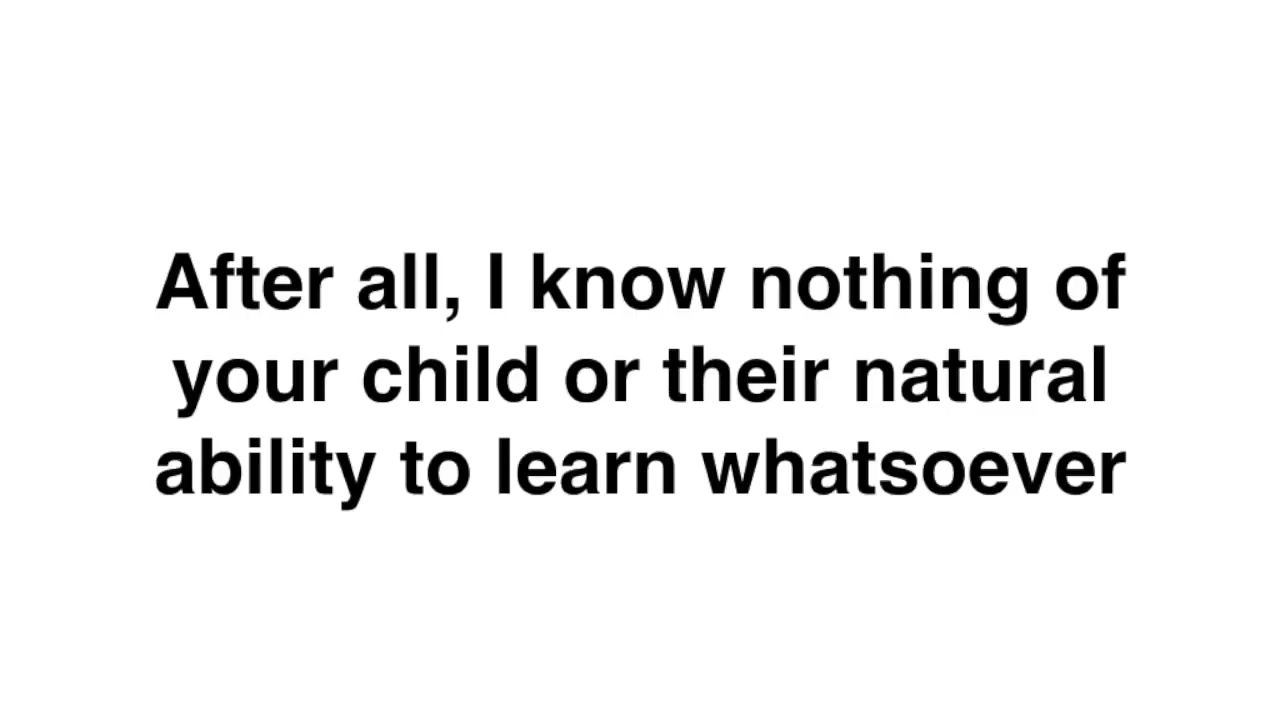 After all, I know nothing of
your child or their natural
ability to learn whatsoever